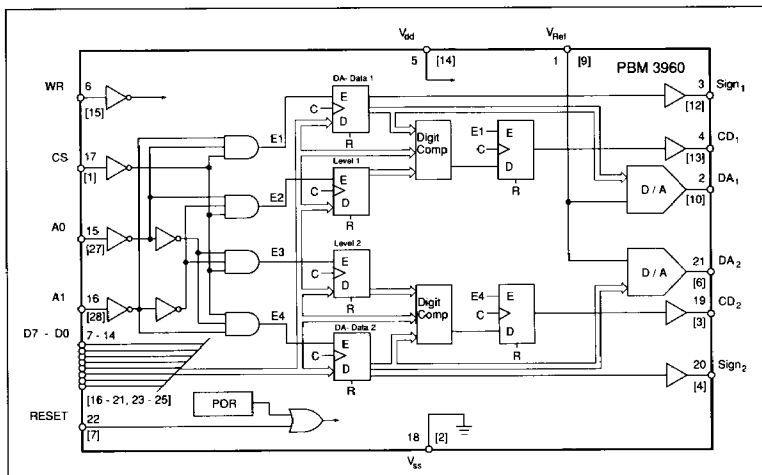 Vdd
VRef
5 [14]
1 [9]
PBM 3960
WR
6
[15]
CS
17
[1]
A0
15
[27]
A1
16
[28]
D7 - D0
7 - 14
[16 - 21, 23 - 25]
RESET
22
[7]
POR
E1
E2
E3
E4
DA- Data 1
E
C
D
R
Level 1
E
C
D
R
Level 2
E
C
D
R
DA- Data 2
E
C
D
R
Digit
Comp
Digit
Comp
E1
E
C
D
R
E4
E
C
D
R
D / A
D / A
3
Sign1
[12]
4
CD1
[13]
2
DA1
[10]
21
DA2
[6]
19
CD2
[3]
20
Sign2
[4]
18 [2]
Vss